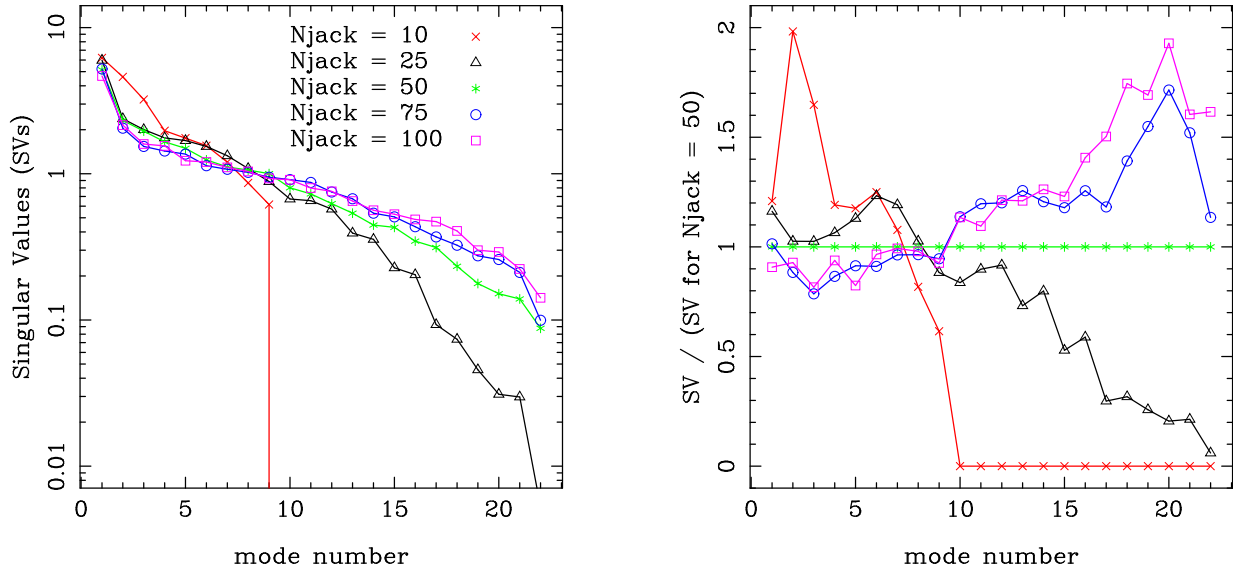 Singular Values (SVs)
10
1
0.1
0.01
Njack = 10
Njack = 25
Njack = 50
Njack = 75
Njack = 100
0 5 10 15 20
mode number
SV / (SV for Njack = 50)
2
1.5
1
0.5
0
0 5 10 15 20
mode number